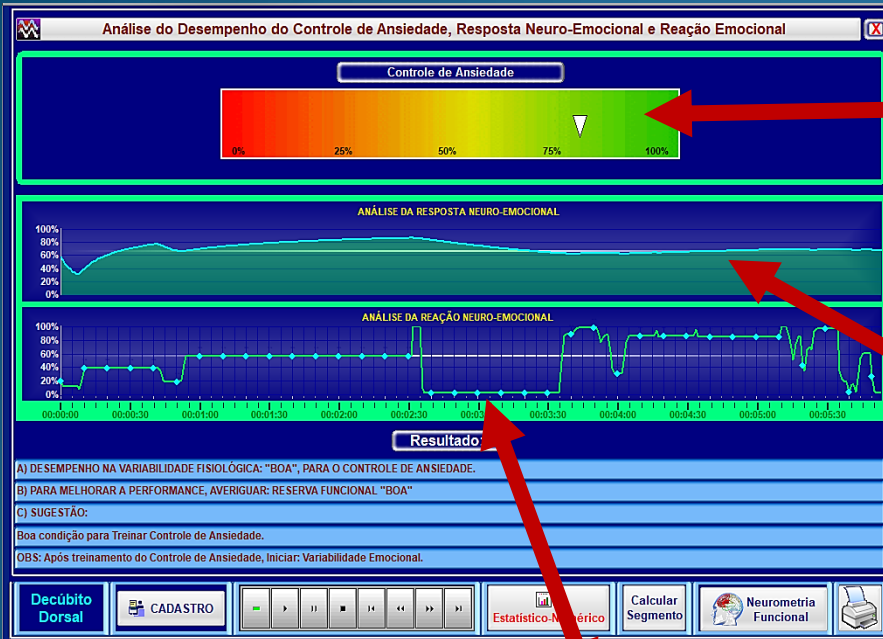 Análise do Desempenho do Controle de Ansiedade, Resposta Neuro-Emocional e Reação Emocional
X
Controle de Ansiedade
0% 25% 50% 75% 100%
ANÁLISE DA RESPOSTA NEURO-EMOCIONAL
100%
80%
60%
40%
20%
0%
ANÁLISE DA REAÇÃO NEURO-EMOCIONAL
100%
80%
60%
40%
20%
0%
00:00:00 00:00:30 00:01:00 00:01:30 00:02:00 00:02:30 00:03:30 00:04:00 00:04:30 00:05:00 00:05:30
Resultado:
A) DESEMPENHO NA VARIABILIDADE FISIOLÓGICA: "BOA", PARA O CONTROLE DE ANSIEDADE.
B) PARA MELHORAR A PERFORMANCE, AVERIGUAR: RESERVA FUNCIONAL "BOA"
C) SUGESTÃO:
Boa condição para Treinar Controle de Ansiedade.
OBS: Após treinamento do Controle de Ansiedade, Iniciar: Variabilidade Emocional.
Decúbito
Dorsal
CADASTRO
Estatístico-Numérico
Calcular
Segmento
Neurometria
Funcional